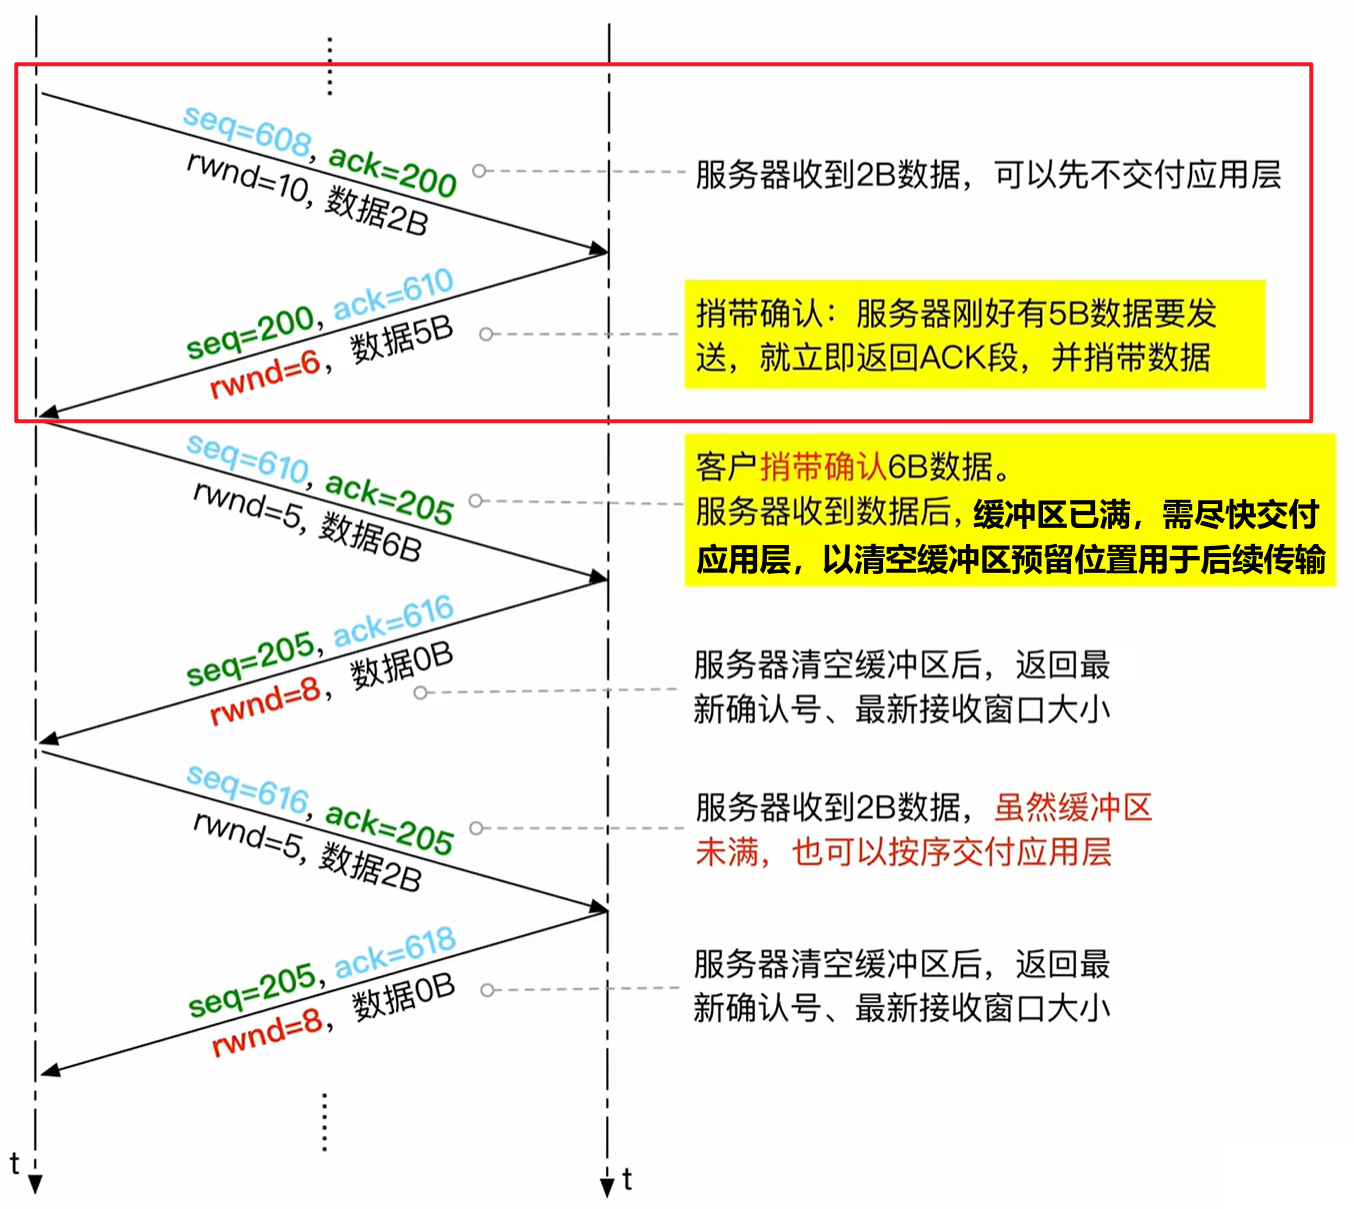 seq=608, ack=200
rwnd=10, 数据2B
服务器收到2B数据，可以先不交付应用层
seq=200, ack=610
rwnd=6, 数据5B
捎带确认：服务器刚好有5B数据要发
送，就立即返回ACK段，并捎带数据
seq=610, ack=205
rwnd=5, 数据6B
客户捎带确认6B数据。
服务器收到数据后, 缓冲区已满，需尽快交付
应用层，以清空缓冲区预留位置用于后续传输
seq=205, ack=616
rwnd=8, 数据0B
服务器清空缓冲区后，返回最
新确认号、最新接收窗口大小
seq=616, ack=205
rwnd=5, 数据2B
服务器收到2B数据，虽然缓冲区
未满，也可以按序交付应用层
seq=205, ack=618
rwnd=8, 数据0B
服务器清空缓冲区后，返回最
新确认号、最新接收窗口大小
t
t